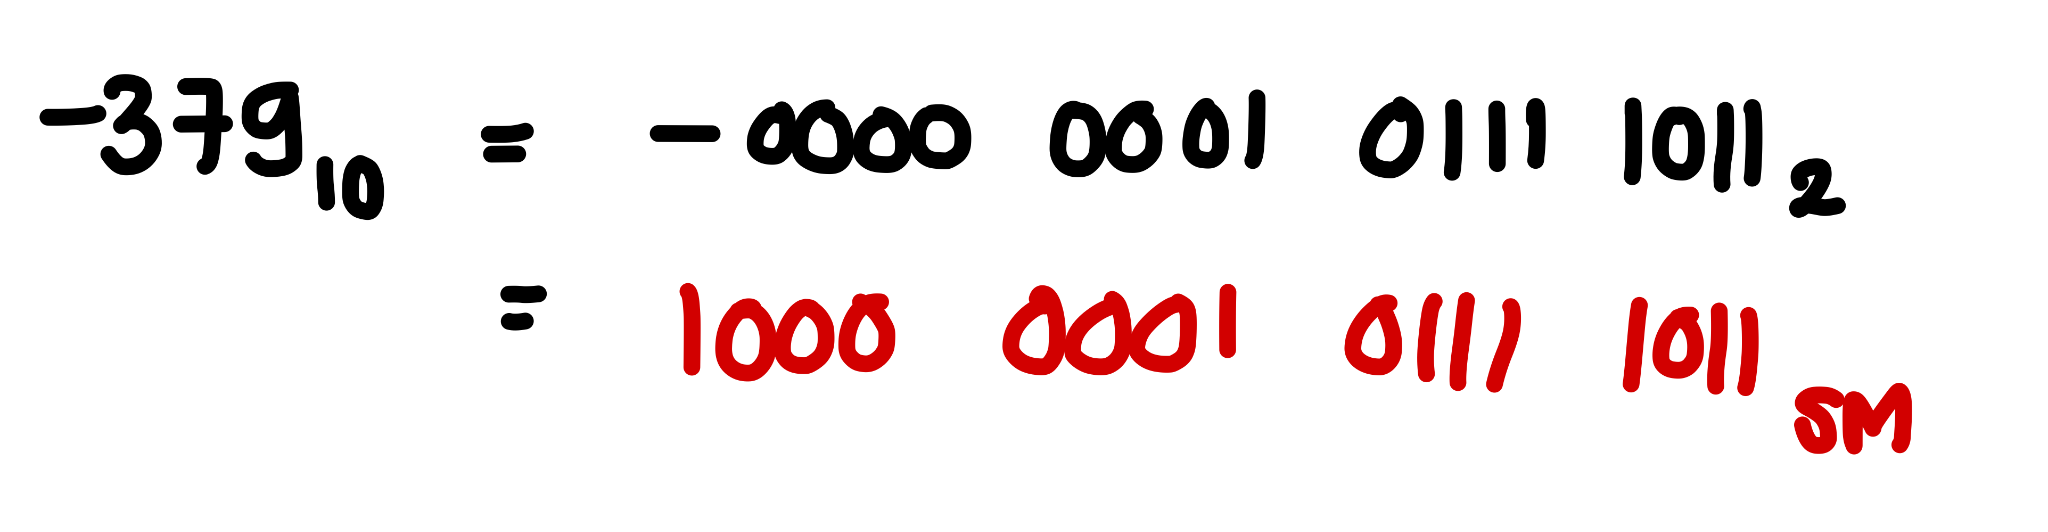 -379₁₀ = -0000 0001 0111 1011₂
= 1000 0001 0111 1011SM